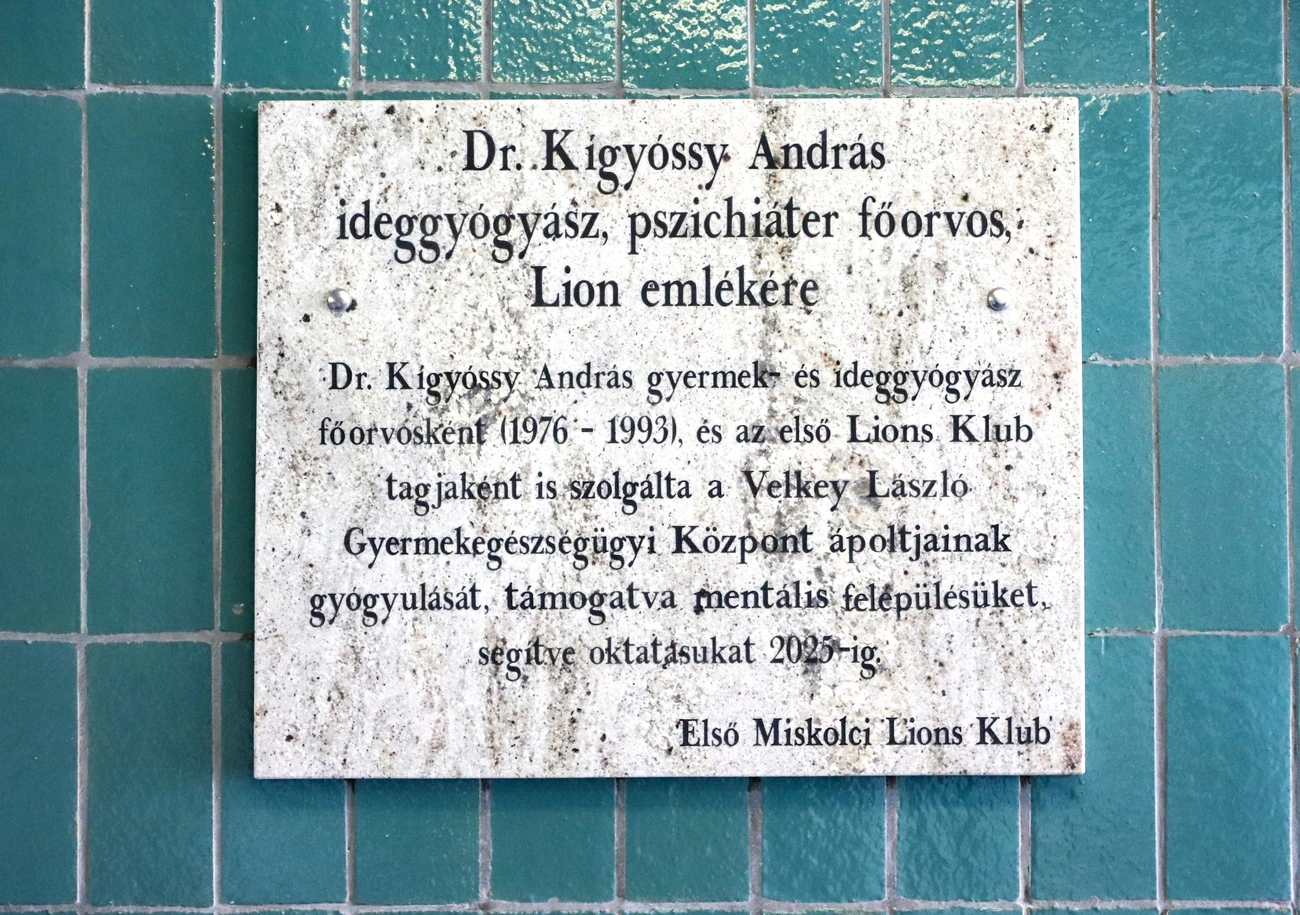 Dr. Kígyóssy András
ideggyógyász, pszichiáter főorvos,
Lion emlékére
Dr. Kígyóssy András gyermek- és ideggyógyász
főorvosként (1976 - 1993), és az első Lions Klub
tagjaként is szolgálta a Velkey László
Gyermekegészségügyi Központ ápoltjainak
gyógyulását, támogatva mentális felépülésüket,
segítve oktatásukat 2025-ig.
Első Miskolci Lions Klub